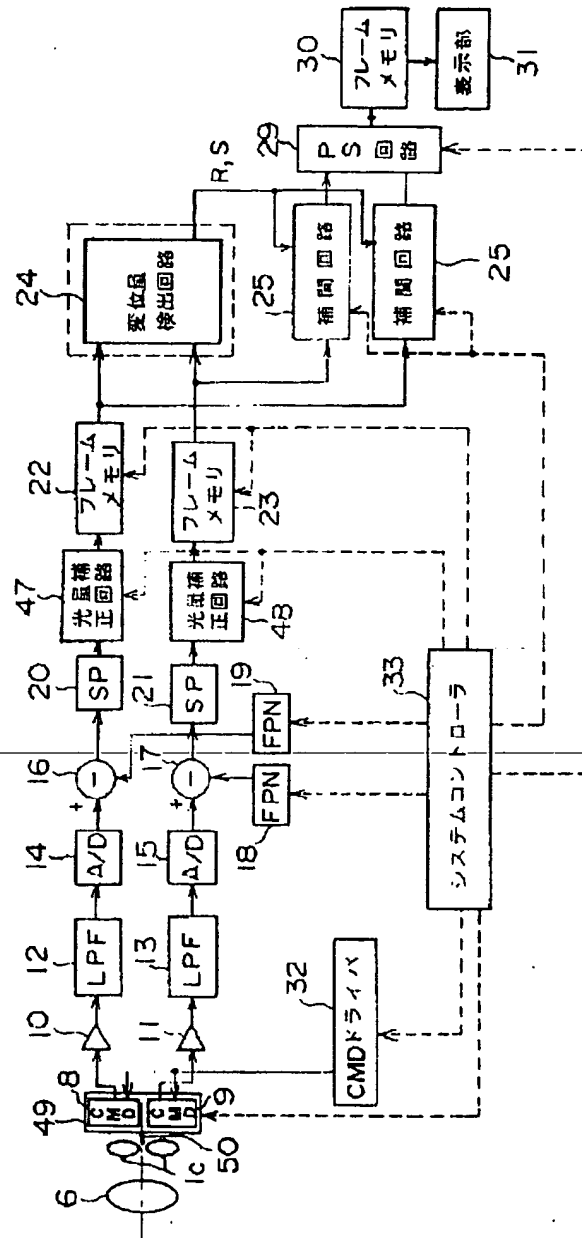 6
1c
50
49
8
CMD
CMD
9
10
11
12
LPF
13
LPF
14
A/D
15
A/D
16
+
-
17
+
-
18
FPN
19
FPN
20
SP
21
SP
47
光量補
正回路
光量補
正回路
48
22
フレーム
メモリ
フレーム
メモリ
23
24
変位量
検出回路
R, S
25
補間回路
補間回路
25
29
PS回路
30
フレーム
メモリ
表示部
31
32
CMDドライバ
33
システムコントローラ